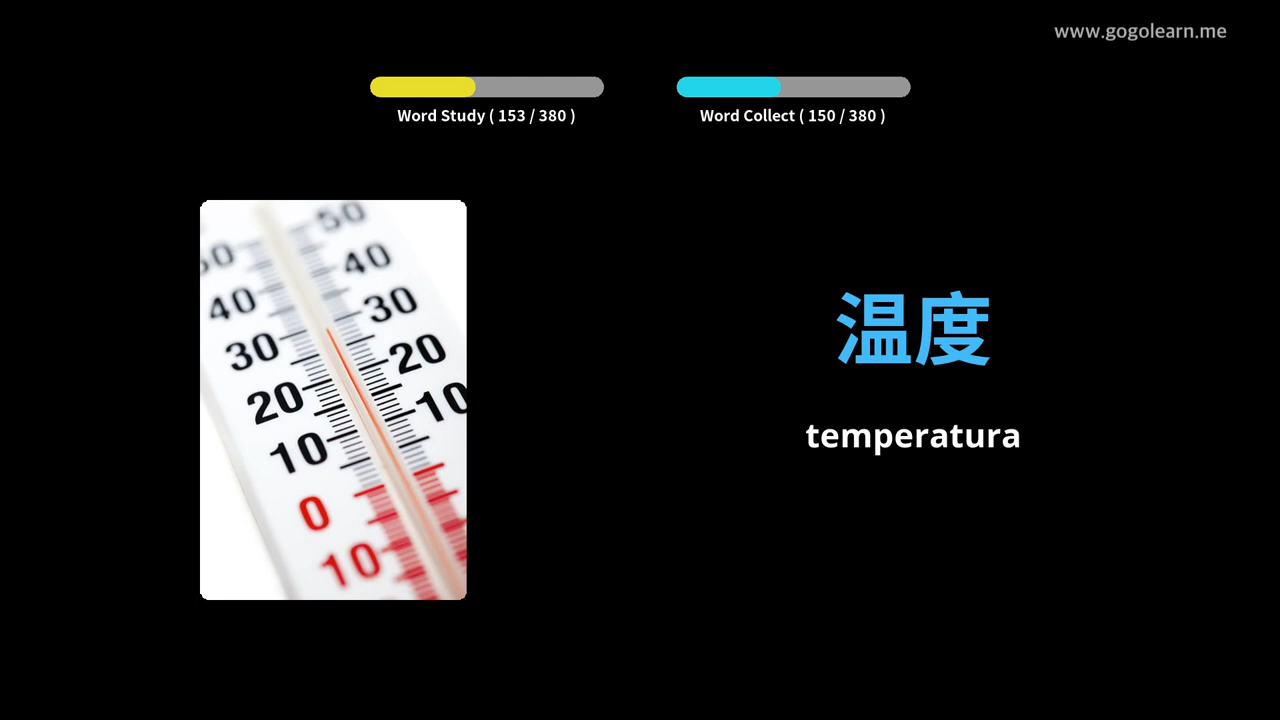 www.gogolearn.me
Word Study ( 153 / 380 )
Word Collect ( 150 / 380 )
50
40
30
20
10
40
30
20
10
0
10
温度
temperatura